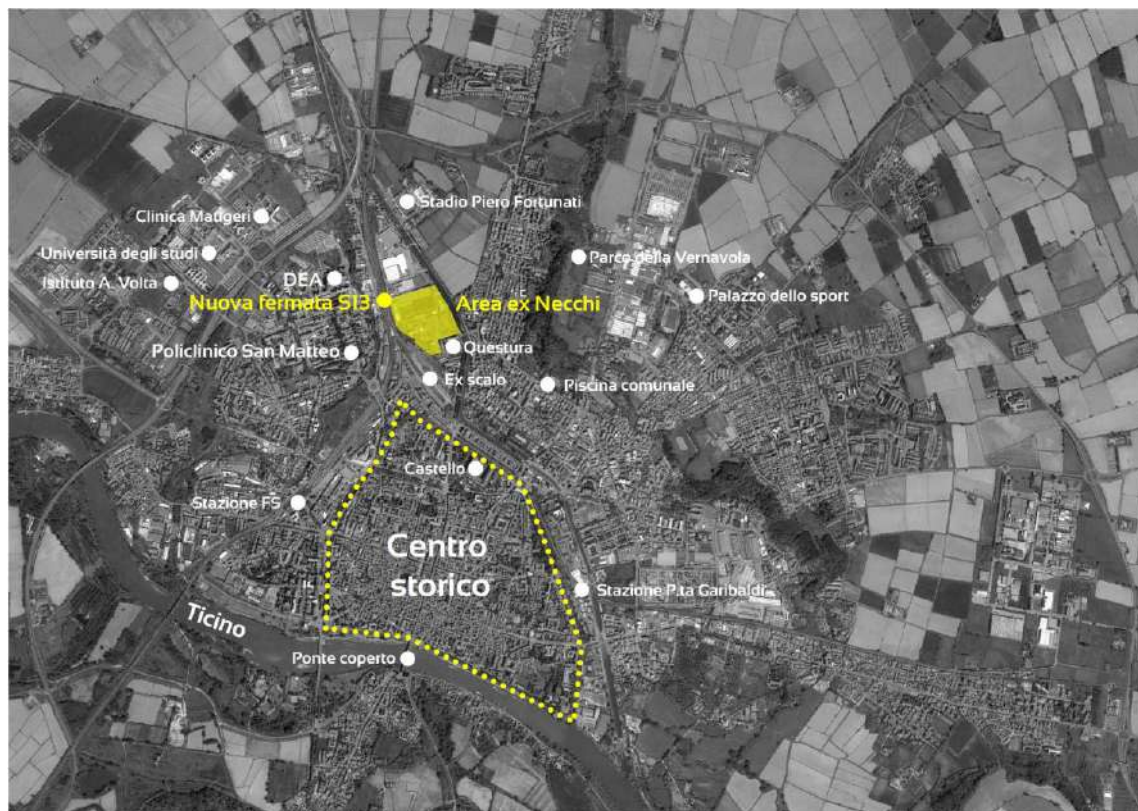 Stadio Piero Fortunati
Clinica Maugeri
Università degli studi
Parco della Vernavola
DEA
Istituto A. Volta
Nuova fermata S13
Area ex Necchi
Palazzo dello sport
Questura
Policlinico San Matteo
Ex scalo
Piscina comunale
Castello
Stazione FS
Centro
storico
Stazione P.ta Garibaldi
Ticino
Ponte coperto